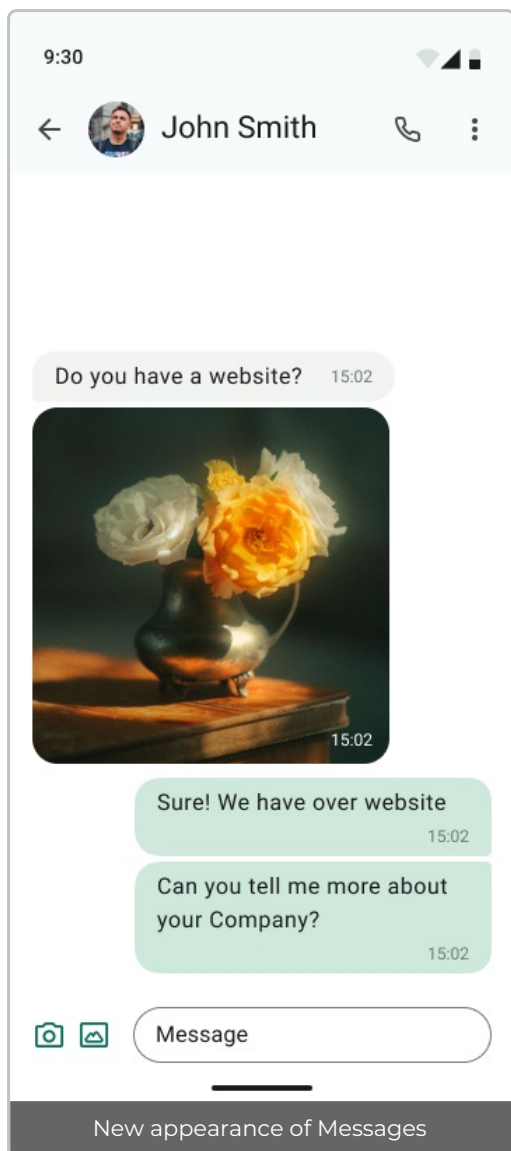 9:30
John Smith
Do you have a website? 15:02
15:02
Sure! We have over website
15:02
Can you tell me more about
your Company?
15:02
Message
New appearance of Messages